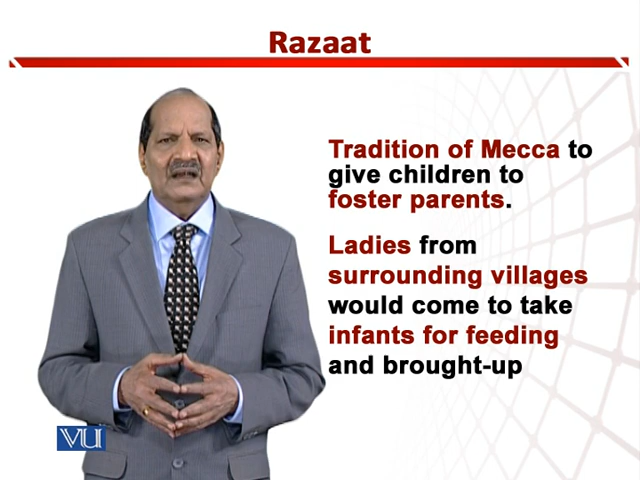 Razaat
Tradition of Mecca to
give children to
foster parents.
Ladies from
surrounding villages
would come to take
infants for feeding
and brought-up
VU